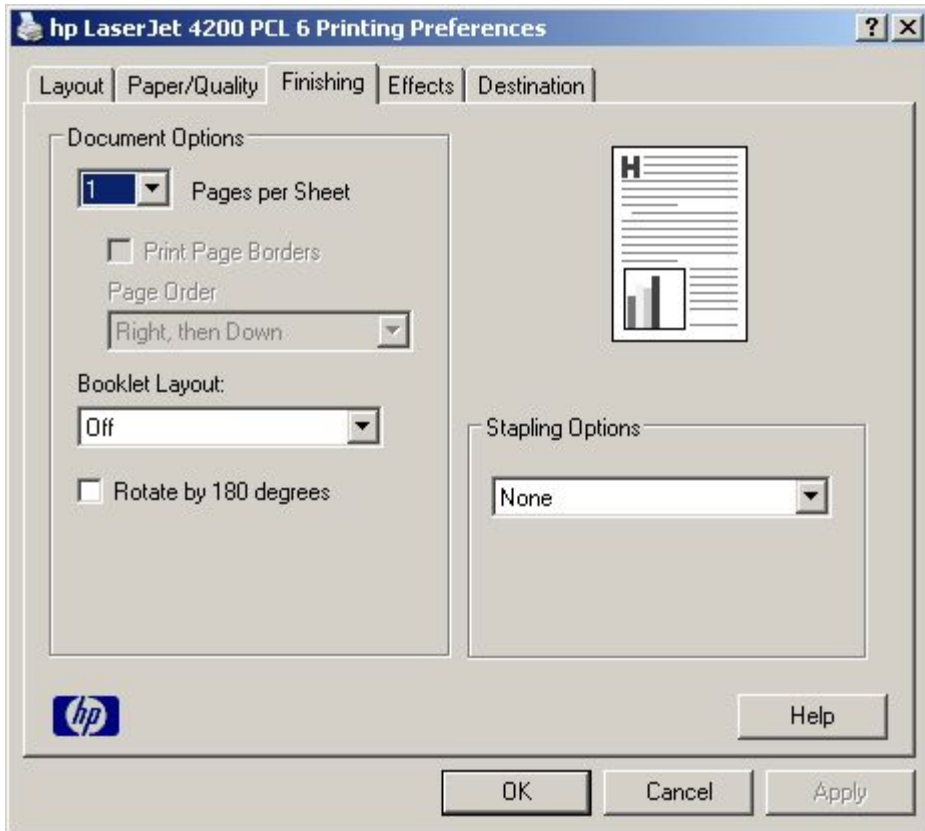 hp LaserJet 4200 PCL 6 Printing Preferences
Layout Paper/Quality Finishing Effects Destination
Document Options
1 Pages per Sheet
Print Page Borders
Page Order
Right, then Down
Booklet Layout:
Off
Rotate by 180 degrees
H
Stapling Options
None
hp
Help
OK Cancel Apply